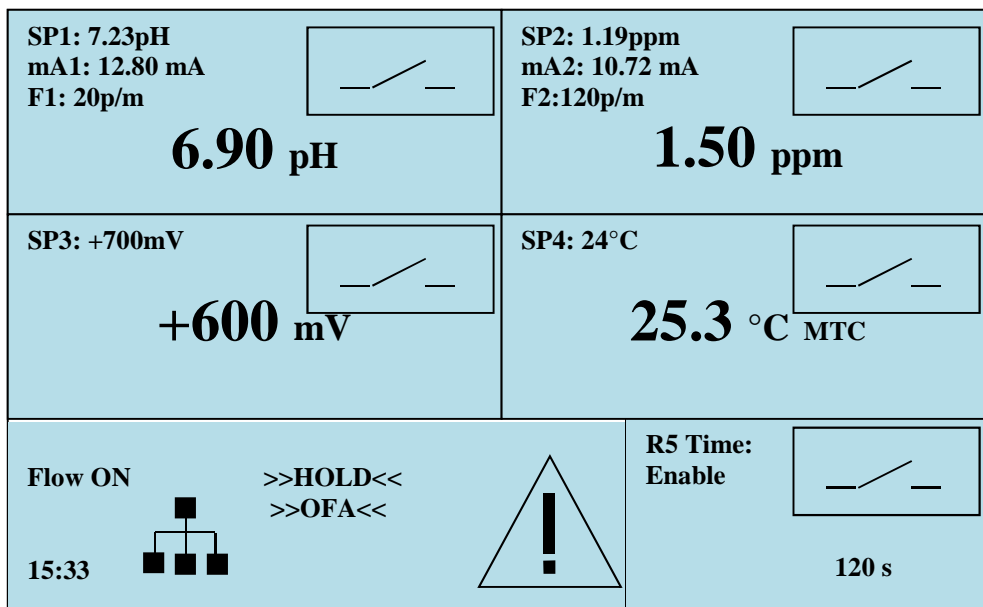 SP1: 7.23pH
mA1: 12.80 mA
F1: 20p/m
6.90 pH
SP2: 1.19ppm
mA2: 10.72 mA
F2:120p/m
1.50 ppm
SP3: +700mV
+600 mV
SP4: 24°C
25.3 °C MTC
Flow ON
>>HOLD<<
>>OFA<<
15:33
R5 Time:
Enable
120 s